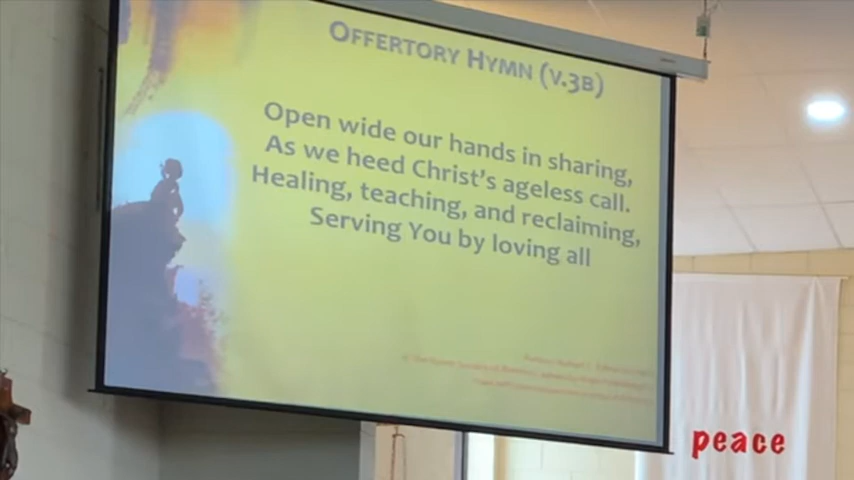 OFFERTORY HYMN (V.3B)
Open wide our hands in sharing,
As we heed Christ's ageless call.
Healing, teaching, and reclaiming,
Serving You by loving all
peace